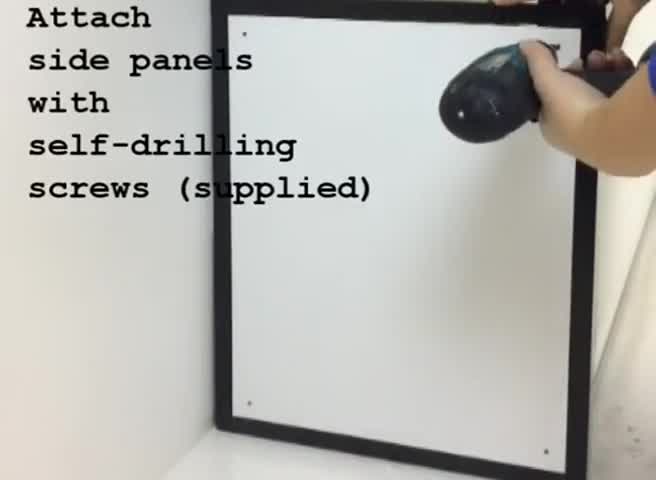 Attach
side panels
with
self-drilling
screws (supplied)